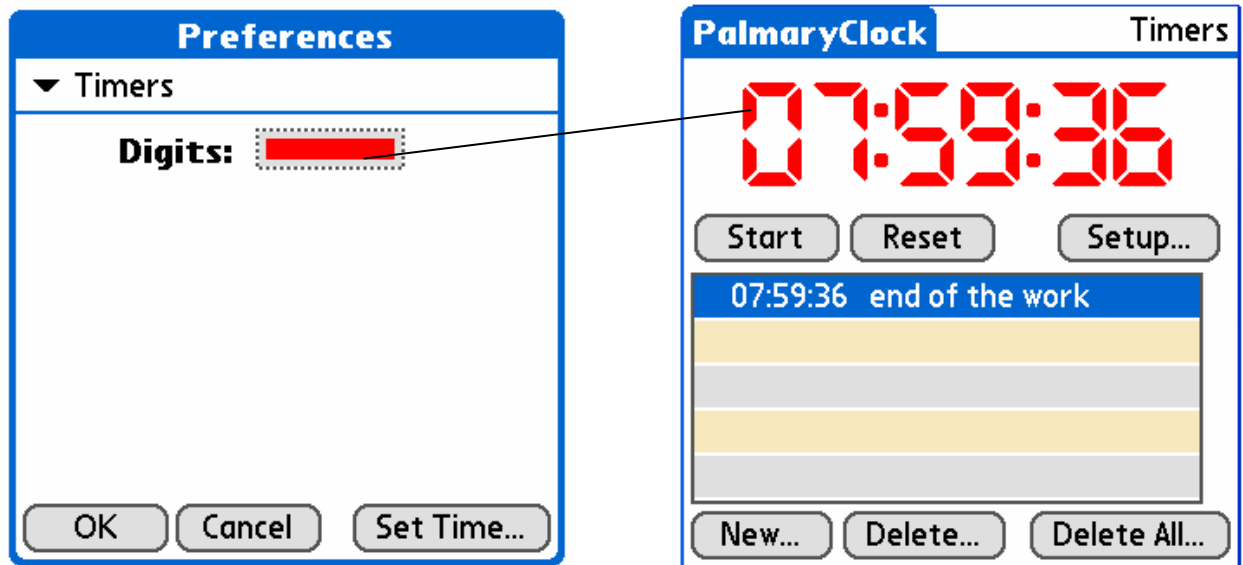 Preferences
Timers
Digits:
OK Cancel Set Time...
PalmaryClock Timers
07:59:36
Start Reset Setup...
07:59:36 end of the work
New... Delete... Delete All...